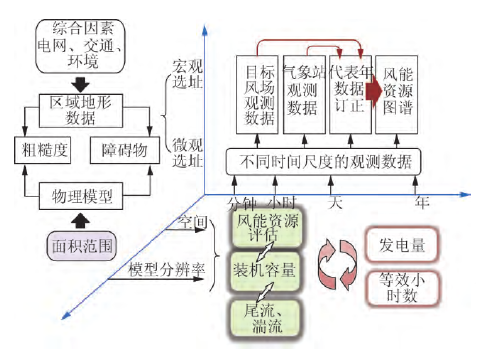 综合因素
电网、交通、
环境
区域地形
数据
粗糙度
障碍物
物理模型
面积范围
宏观
选址
微观
选址
目标
风场
观测
数据
气象站
观测
数据
代表年
数据
订正
风能
资源
图谱
不同时间尺度的观测数据
分钟
小时
天
年
空间
模型分辨率
风能资源
评估
装机容量
尾流、
湍流
发电量
等效小
时数